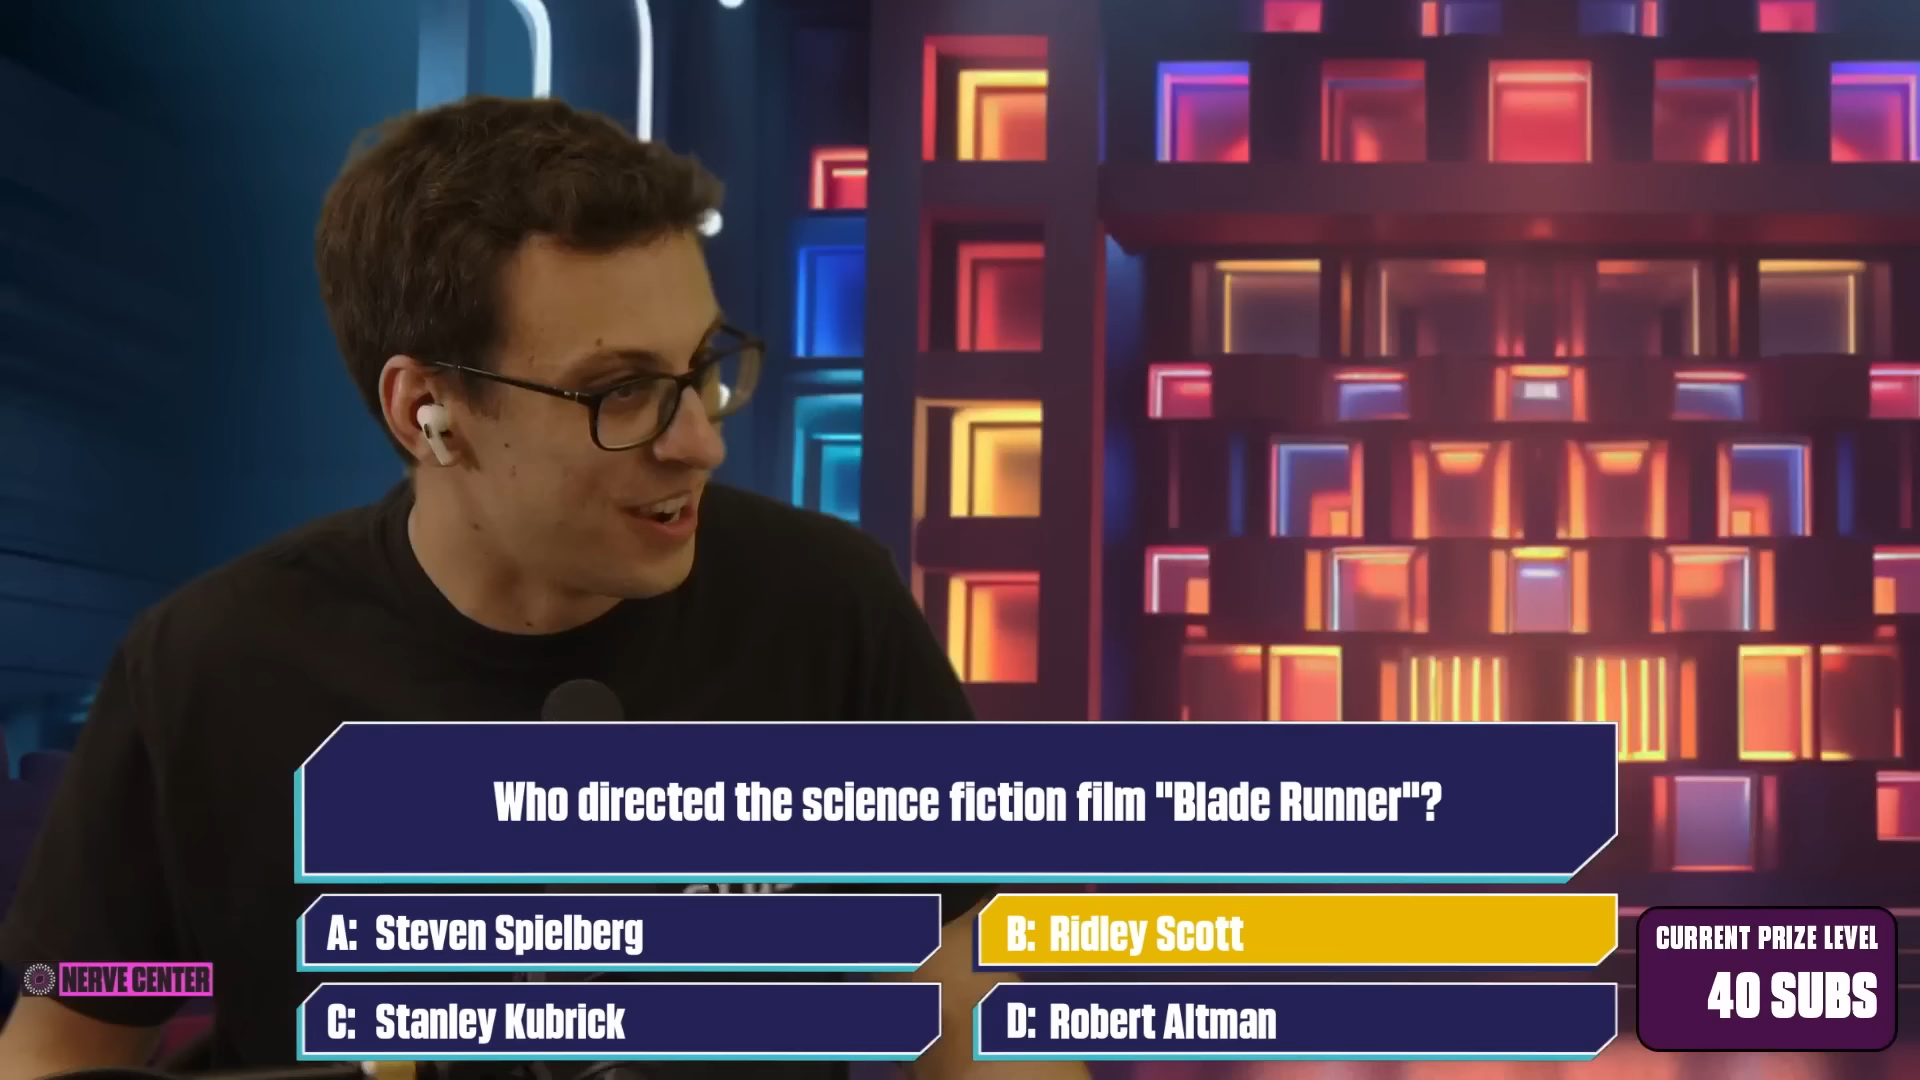 Who directed the science fiction film "Blade Runner"?
A: Steven Spielberg
B: Ridley Scott
C: Stanley Kubrick
D: Robert Altman
NERVE CENTER
CURRENT PRIZE LEVEL
40 SUBS